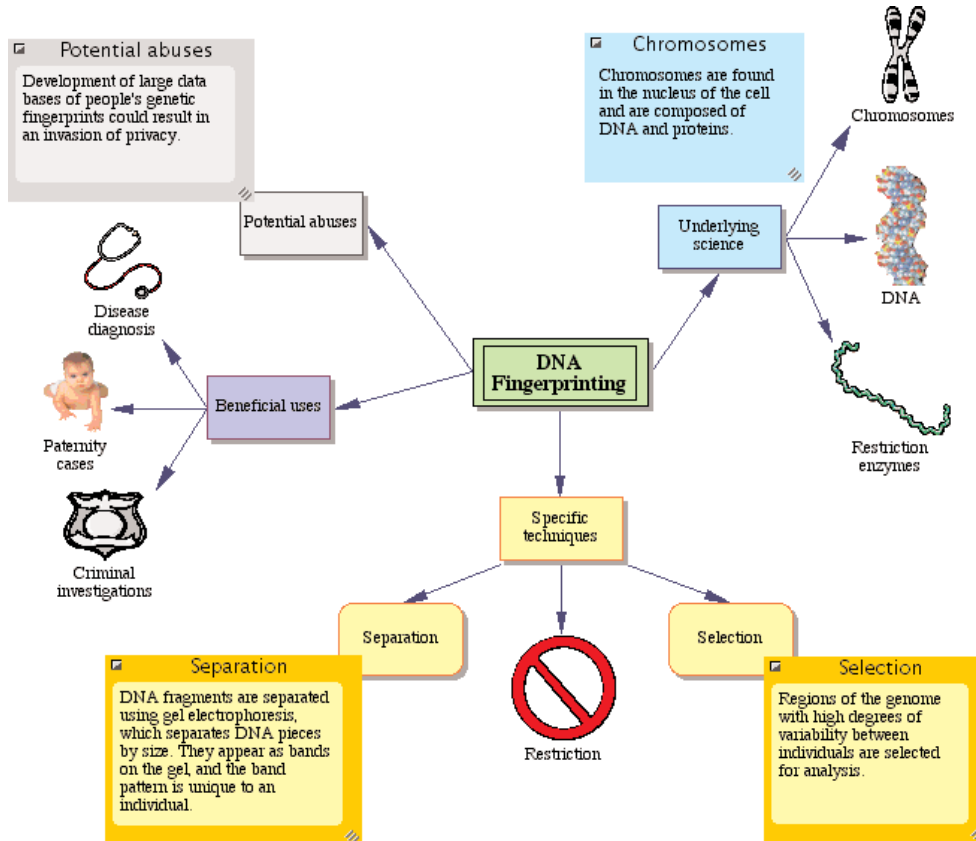 Potential abuses
Development of large data
bases of people's genetic
fingerprints could result in
an invasion of privacy.
Chromosomes
Chromosomes are found
in the nucleus of the cell
and are composed of
DNA and proteins.
Chromosomes
Potential abuses
Underlying
science
DNA
Disease
diagnosis
DNA
Fingerprinting
Beneficial uses
Paternity
cases
Restriction
enzymes
Specific
techniques
Criminal
investigations
Separation
Selection
Restriction
Separation
DNA fragments are separated
using gel electrophoresis,
which separates DNA pieces
by size. They appear as bands
on the gel, and the band
pattern is unique to an
individual.
Selection
Regions of the genome
with high degrees of
variability between
individuals are selected
for analysis.